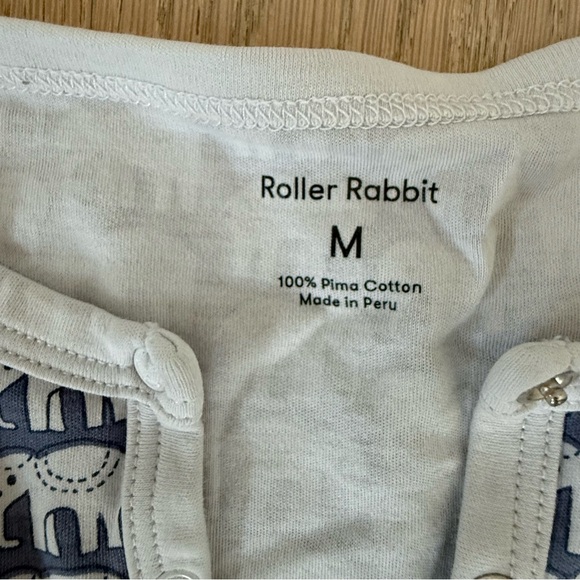 Roller Rabbit
M
100% Pima Cotton
Made in Peru